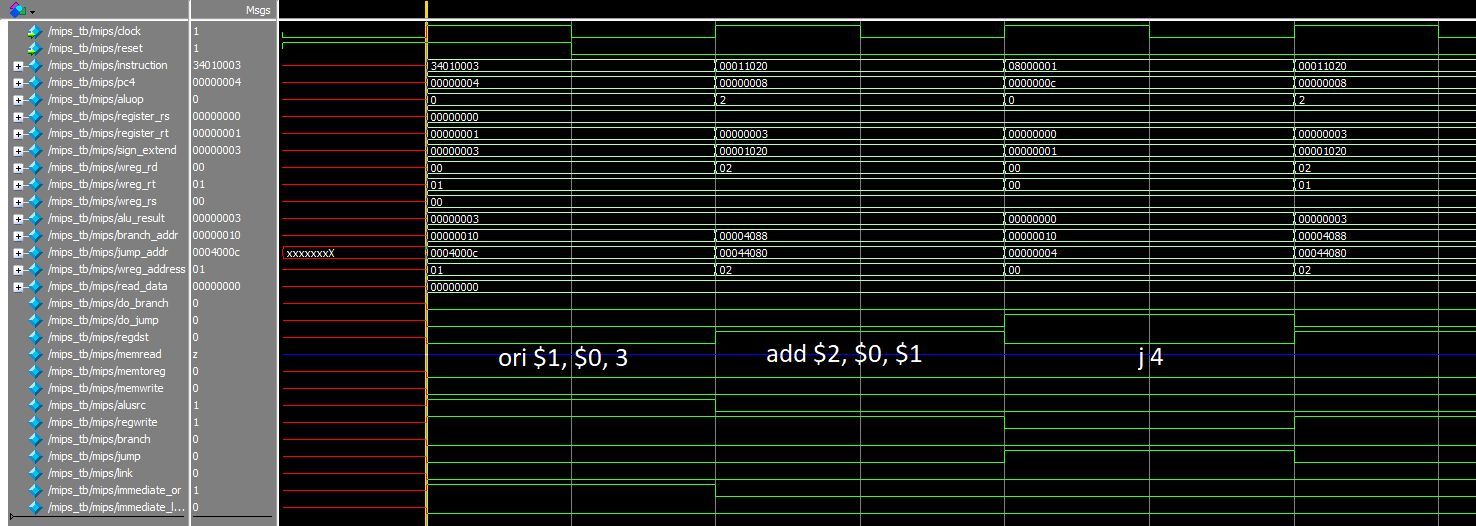 Msgs
/mips_tb/mips/clock 1
/mips_tb/mips/reset 1
/mips_tb/mips/instruction 34010003 34010003 00011020 08000001 00011020
/mips_tb/mips/pc4 00000004 00000004 00000008 0000000c 00000008
/mips_tb/mips/aluop 0 0 2 0 2
/mips_tb/mips/register_rs 00000000 00000000
/mips_tb/mips/register_rt 00000001 00000001 00000003 00000000 00000003
/mips_tb/mips/sign_extend 00000003 00000003 00001020 00000001 00001020
/mips_tb/mips/wreg_rd 00 00 02 00 02
/mips_tb/mips/wreg_rt 01 01 00 01
/mips_tb/mips/wreg_rs 00 00
/mips_tb/mips/alu_result 00000003 00000003 00000000 00000003
/mips_tb/mips/branch_addr 00000010 00000010 00004088 00000010 00004088
/mips_tb/mips/jump_addr 0004000c xxxxxxxX 0004000c 00044080 00000004 00044080
/mips_tb/mips/wreg_address 01 01 02 00 02
/mips_tb/mips/read_data 00000000 00000000
/mips_tb/mips/do_branch 0
/mips_tb/mips/do_jump 0
/mips_tb/mips/regdst 0
/mips_tb/mips/memread z ori $1, $0, 3 add $2, $0, $1 j 4
/mips_tb/mips/memtoreg 0
/mips_tb/mips/memwrite 0
/mips_tb/mips/alusrc 1
/mips_tb/mips/regwrite 1
/mips_tb/mips/branch 0
/mips_tb/mips/jump 0
/mips_tb/mips/link 0
/mips_tb/mips/immediate_or 1
/mips_tb/mips/immediate_l... 0